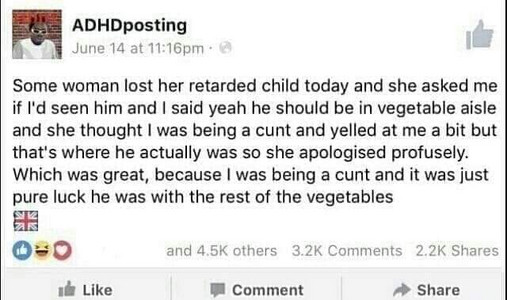 ADHDposting
June 14 at 11:16pm ·
Some woman lost her retarded child today and she asked me
if I'd seen him and I said yeah he should be in vegetable aisle
and she thought I was being a cunt and yelled at me a bit but
that's where he actually was so she apologised profusely.
Which was great, because I was being a cunt and it was just
pure luck he was with the rest of the vegetables
and 4.5K others 3.2K Comments 2.2K Shares
Like Comment Share